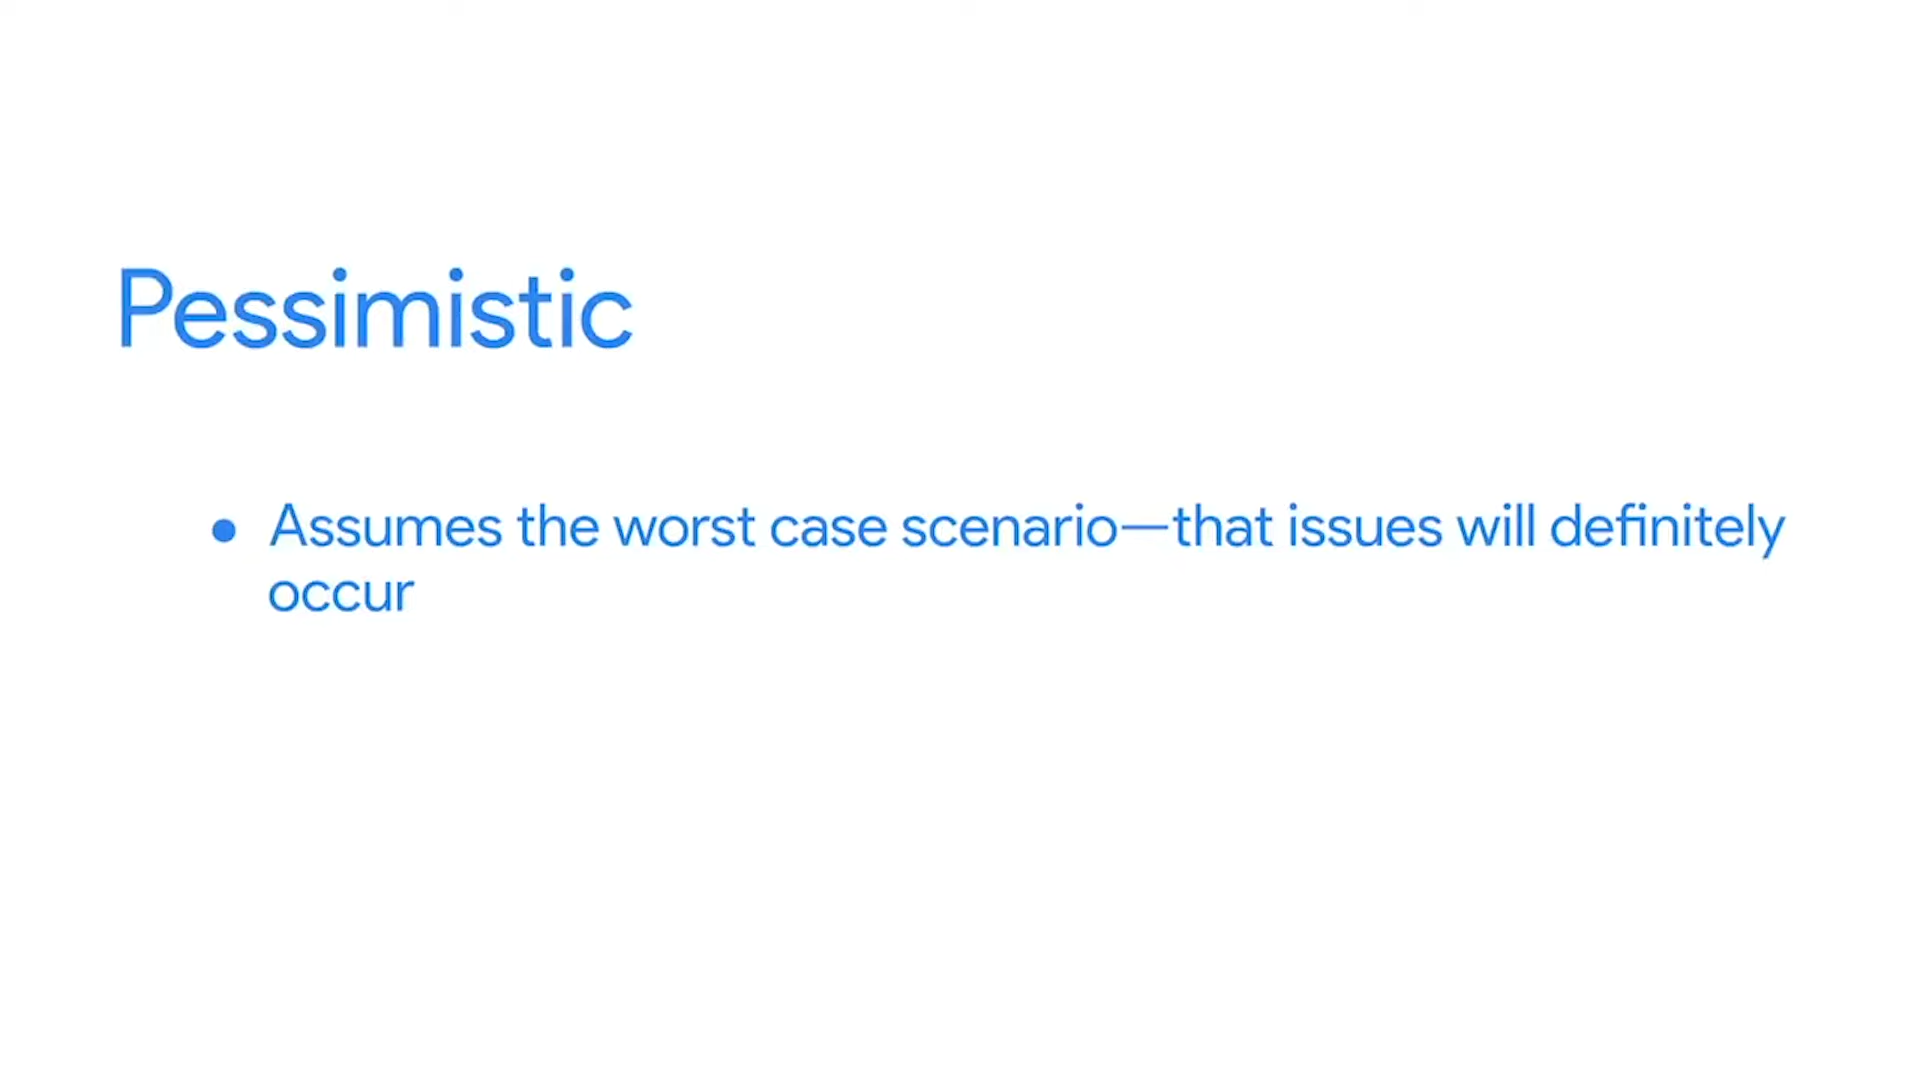 Pessimistic
● Assumes the worst case scenario—that issues will definitely
occur